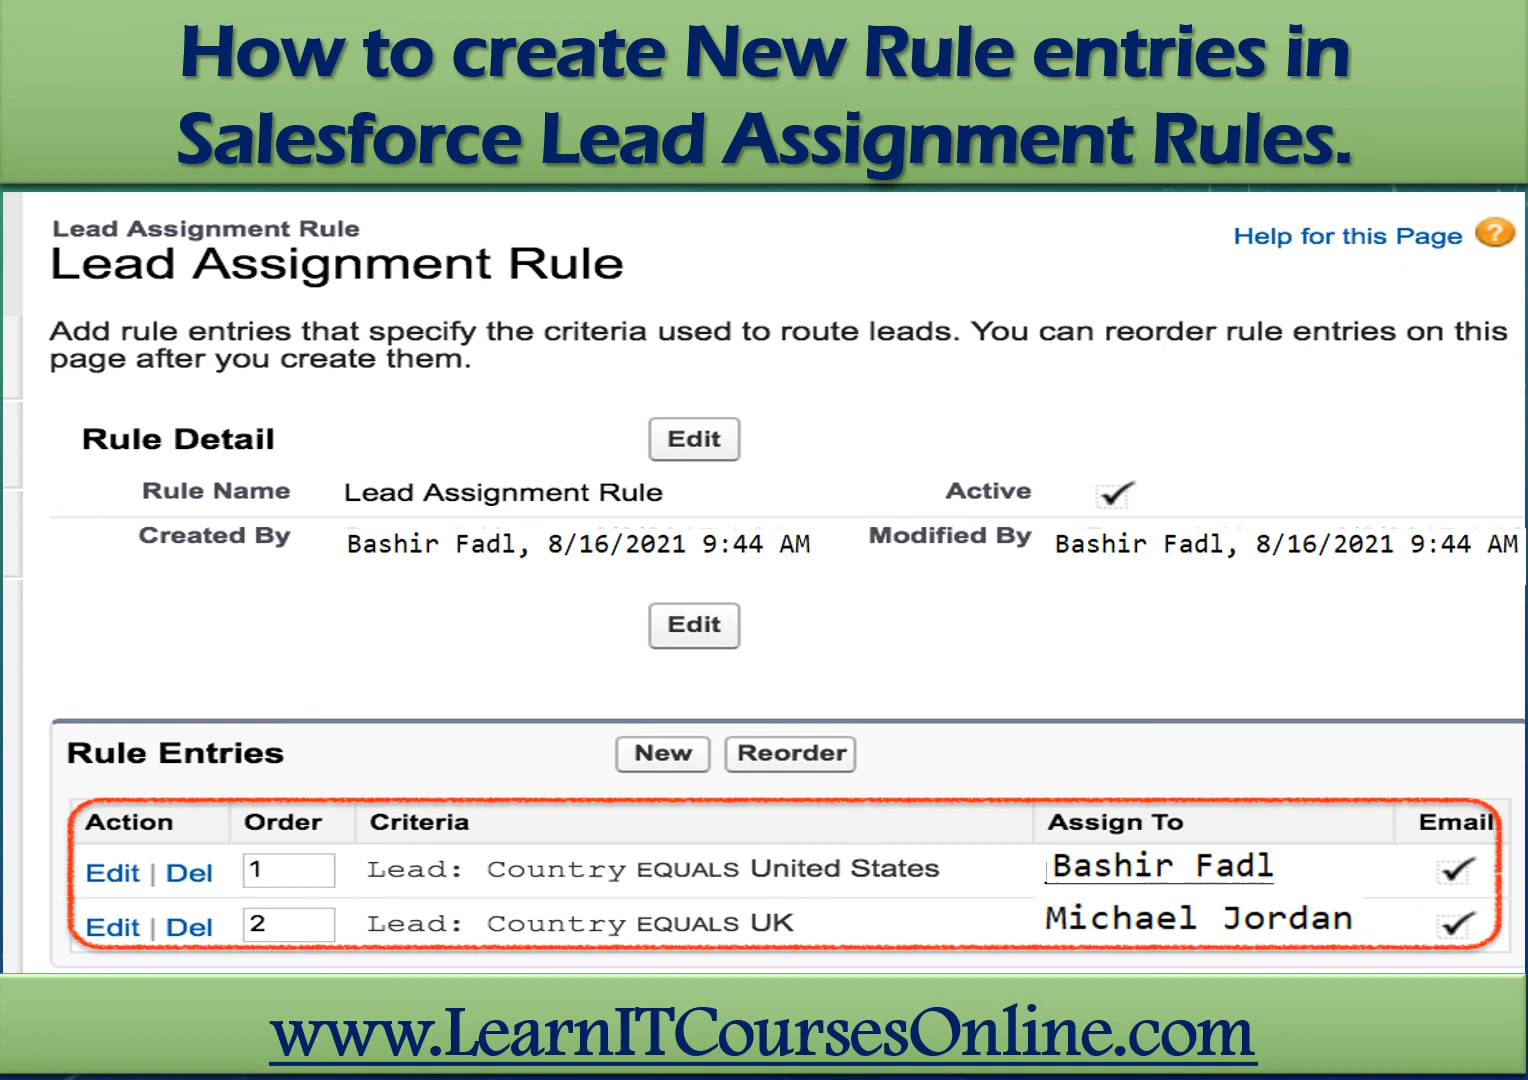 How to create New Rule entries in
Salesforce Lead Assignment Rules.
Lead Assignment Rule
Help for this Page ?
Lead Assignment Rule
Add rule entries that specify the criteria used to route leads. You can reorder rule entries on this
page after you create them.
Rule Detail Edit
Rule Name Lead Assignment Rule Active
Created By Bashir Fadl, 8/16/2021 9:44 AM Modified By Bashir Fadl, 8/16/2021 9:44 AM
Edit
Rule Entries New Reorder
Action Order Criteria Assign To Email
Edit | Del 1 Lead: Country EQUALS United States Bashir Fadl
Edit | Del 2 Lead: Country EQUALS UK Michael Jordan
www.LearnITCoursesOnline.com